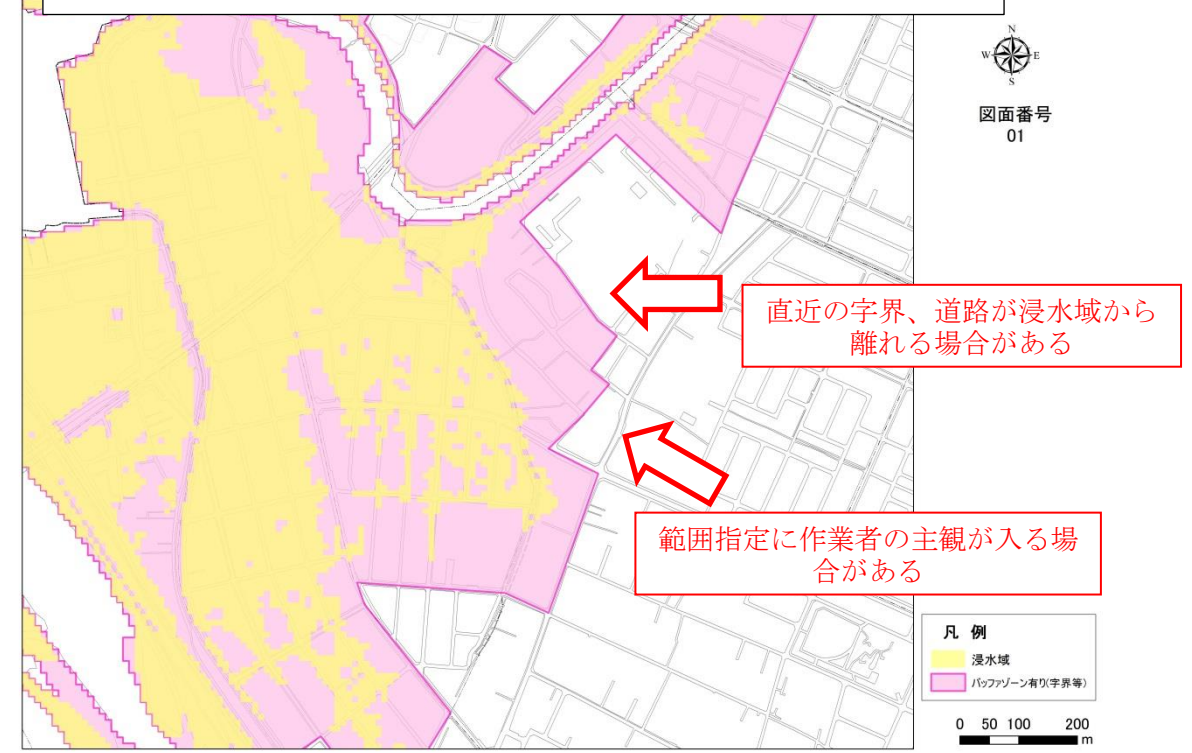 N
W
E
S
図面番号
01
直近の字界、道路が浸水域から
離れる場合がある
範囲指定に作業者の主観が入る場
合がある
凡 例
浸水域
バッファゾーン有り(字界等)
0 50 100 200
m